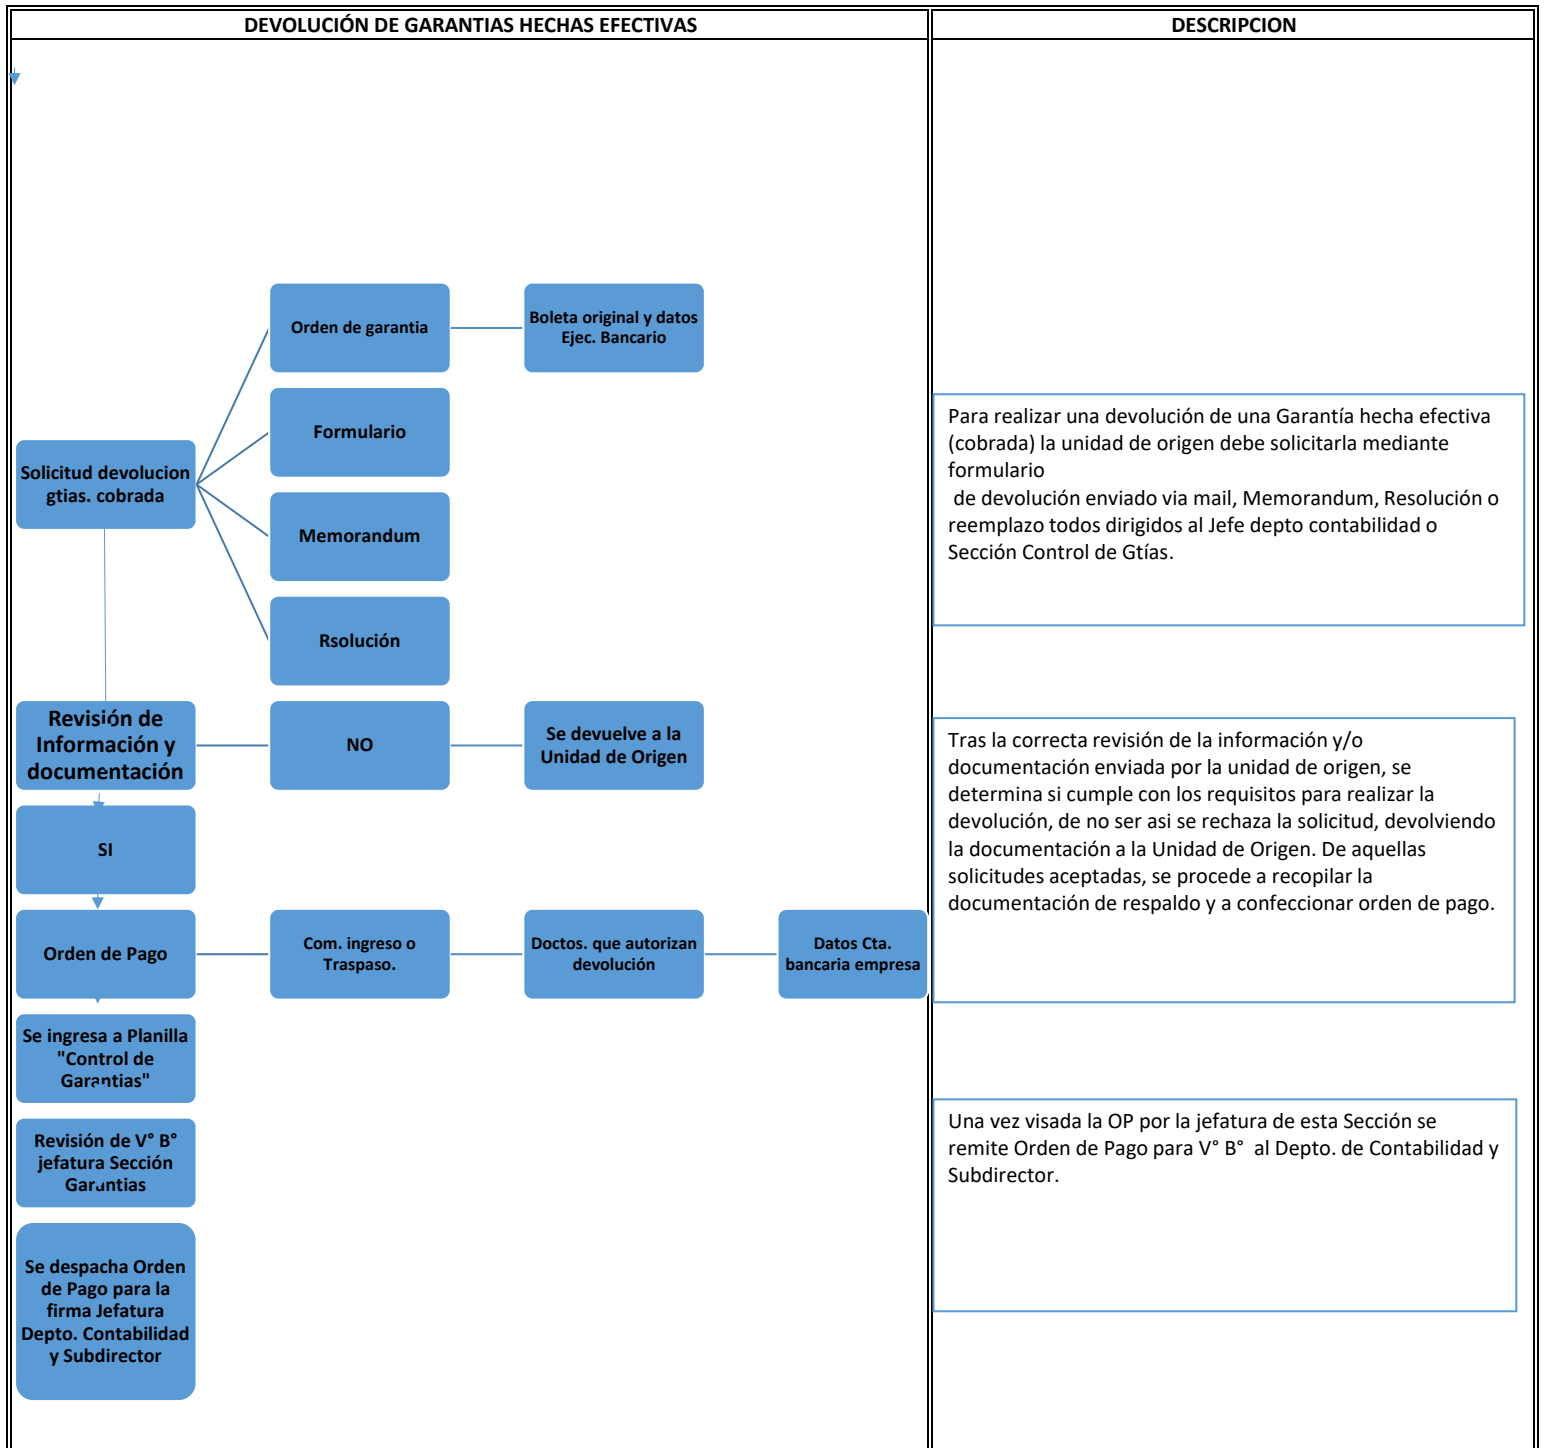 DEVOLUCIÓN DE GARANTIAS HECHAS EFECTIVAS
DESCRIPCION
Orden de garantia
Boleta original y datos
Ejec. Bancario
Formulario
Solicitud devolucion
gtias. cobrada
Memorandum
Rsolución
Para realizar una devolución de una Garantía hecha efectiva
(cobrada) la unidad de origen debe solicitarla mediante
formulario
de devolución enviado via mail, Memorandum, Resolución o
reemplazo todos dirigidos al Jefe depto contabilidad o
Sección Control de Gtías.
Revisión de
Información y
documentación
NO
Se devuelve a la
Unidad de Origen
SI
Tras la correcta revisión de la información y/o
documentación enviada por la unidad de origen, se
determina si cumple con los requisitos para realizar la
devolución, de no ser asi se rechaza la solicitud, devolviendo
la documentación a la Unidad de Origen. De aquellas
solicitudes aceptadas, se procede a recopilar la
documentación de respaldo y a confeccionar orden de pago.
Orden de Pago
Com. ingreso o
Traspaso.
Doctos. que autorizan
devolución
Datos Cta.
bancaria empresa
Se ingresa a Planilla
"Control de
Garantias"
Revisión de V° B°
jefatura Sección
Garantias
Una vez visada la OP por la jefatura de esta Sección se
remite Orden de Pago para V° B° al Depto. de Contabilidad y
Subdirector.
Se despacha Orden
de Pago para la
firma Jefatura
Depto. Contabilidad
y Subdirector